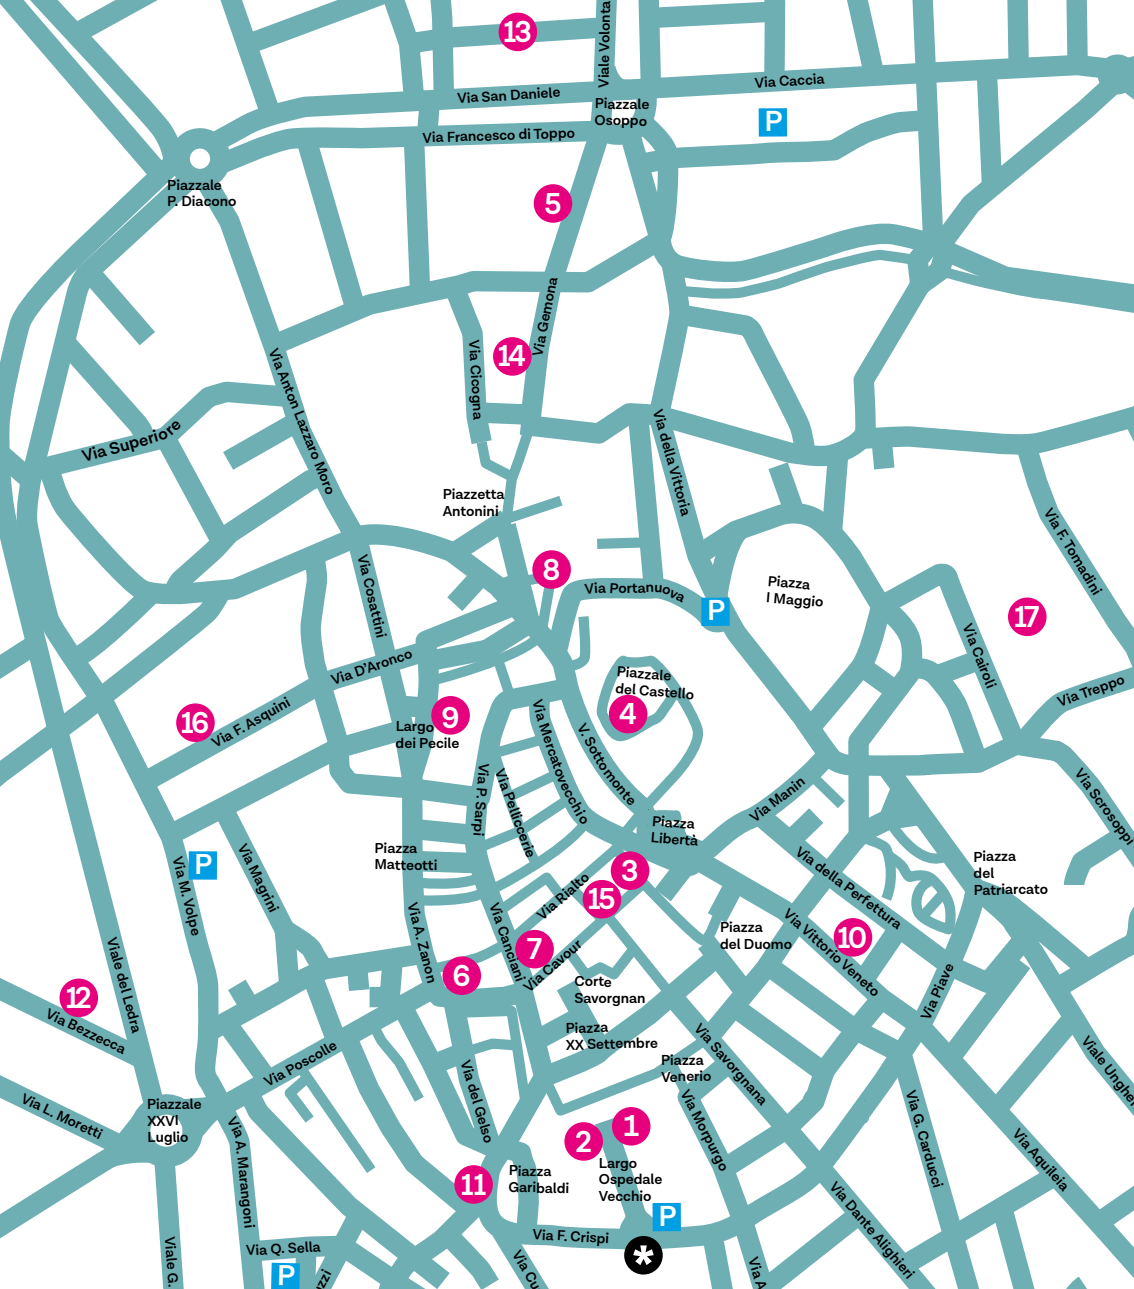 13
Viale Volonta
Via San Daniele
Via Caccia
Piazzale
Osoppo
P
Via Francesco di Toppo
Piazzale
P. Diacono
5
Via Gemona
14
Via Cicogna
Via Anton Lazzaro Moro
Via Superiore
Via della Vittoria
Piazzetta
Antonini
Via F. Tomadini
8
Via Portanuova
P
Piazza
I Maggio
17
Via Cosattini
Via D'Aronco
Via Cairoli
Via Treppo
Piazzale
del Castello
4
16
Via F. Asquini
9
Largo
dei Pecile
Via Mercatovecchio
V. Sottomonte
Via P. Sarpi
Via Pelliccerie
Via Manin
Via Scrosoppi
Piazza
Libertà
Piazza
Matteotti
P
Via M. Volpe
Via Magrini
3
15
Via Rialto
Via della Perfettura
Piazza
del
Patriarcato
Via A. Zanon
Via Canciani
7
Via Cavour
6
Piazza
del Duomo
Via Vittorio Veneto
10
Via Piave
Viale del Ledra
12
Via Bezzecca
Corte
Savorgnan
Piazza
XX Settembre
Via Poscolle
Via del Gelso
Piazza
Venerio
Via Savorgnana
Viale Unghe
Via L. Moretti
Piazzale
XXVI
Luglio
Via A. Marangoni
2
1
Largo
Ospedale
Vecchio
Via Morpurgo
Via G. Carducci
Via Aquileia
11
Piazza
Garibaldi
P
Via F. Crispi
*
Via Dante Alighieri
Via Q. Sella
P
Viale G.
zzi
Via Cu
Via A